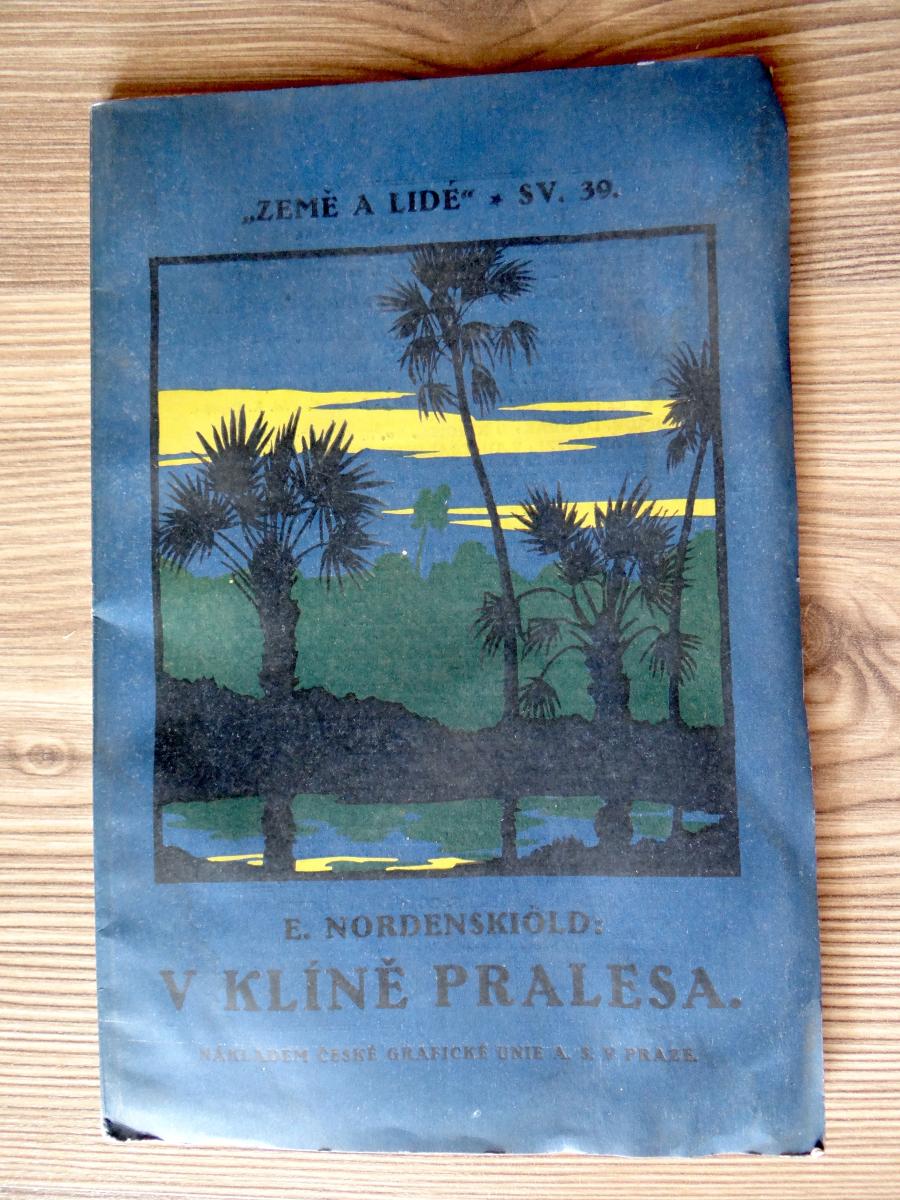 „ZEMĚ A LIDÉ“ * SV. 39.
E. NORDENSKIÖLD:
V KLÍNĚ PRALESA.
NÁKLADEM ČESKÉ GRAFICKÉ UNIE A. S. V PRAZE.